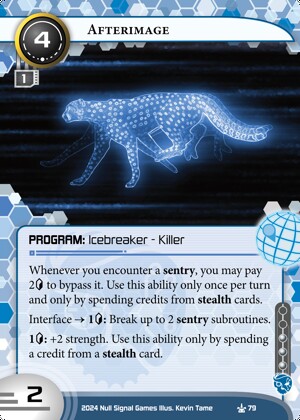 4
AFTERIMAGE
1
PROGRAM: Icebreaker - Killer
Whenever you encounter a sentry, you may pay
2 to bypass it. Use this ability only once per turn
and only by spending credits from stealth cards.
Interface → 1: Break up to 2 sentry subroutines.
1: +2 strength. Use this ability only by spending
a credit from a stealth card.
2
2024 Null Signal Games Illus. Kevin Tame
79